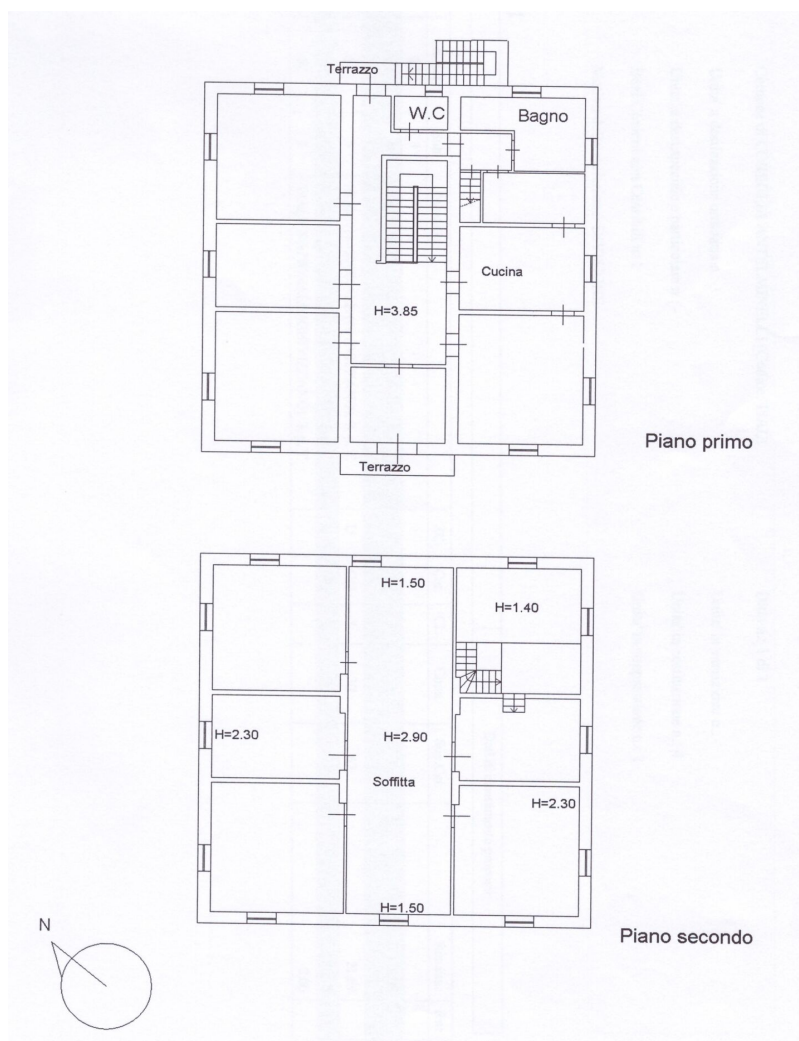 Terrazzo
W.C
Bagno
Cucina
H=3.85
Piano primo
Terrazzo
H=1.50
H=1.40
H=2.30
H=2.90
Soffitta
H=2.30
H=1.50
N
Piano secondo